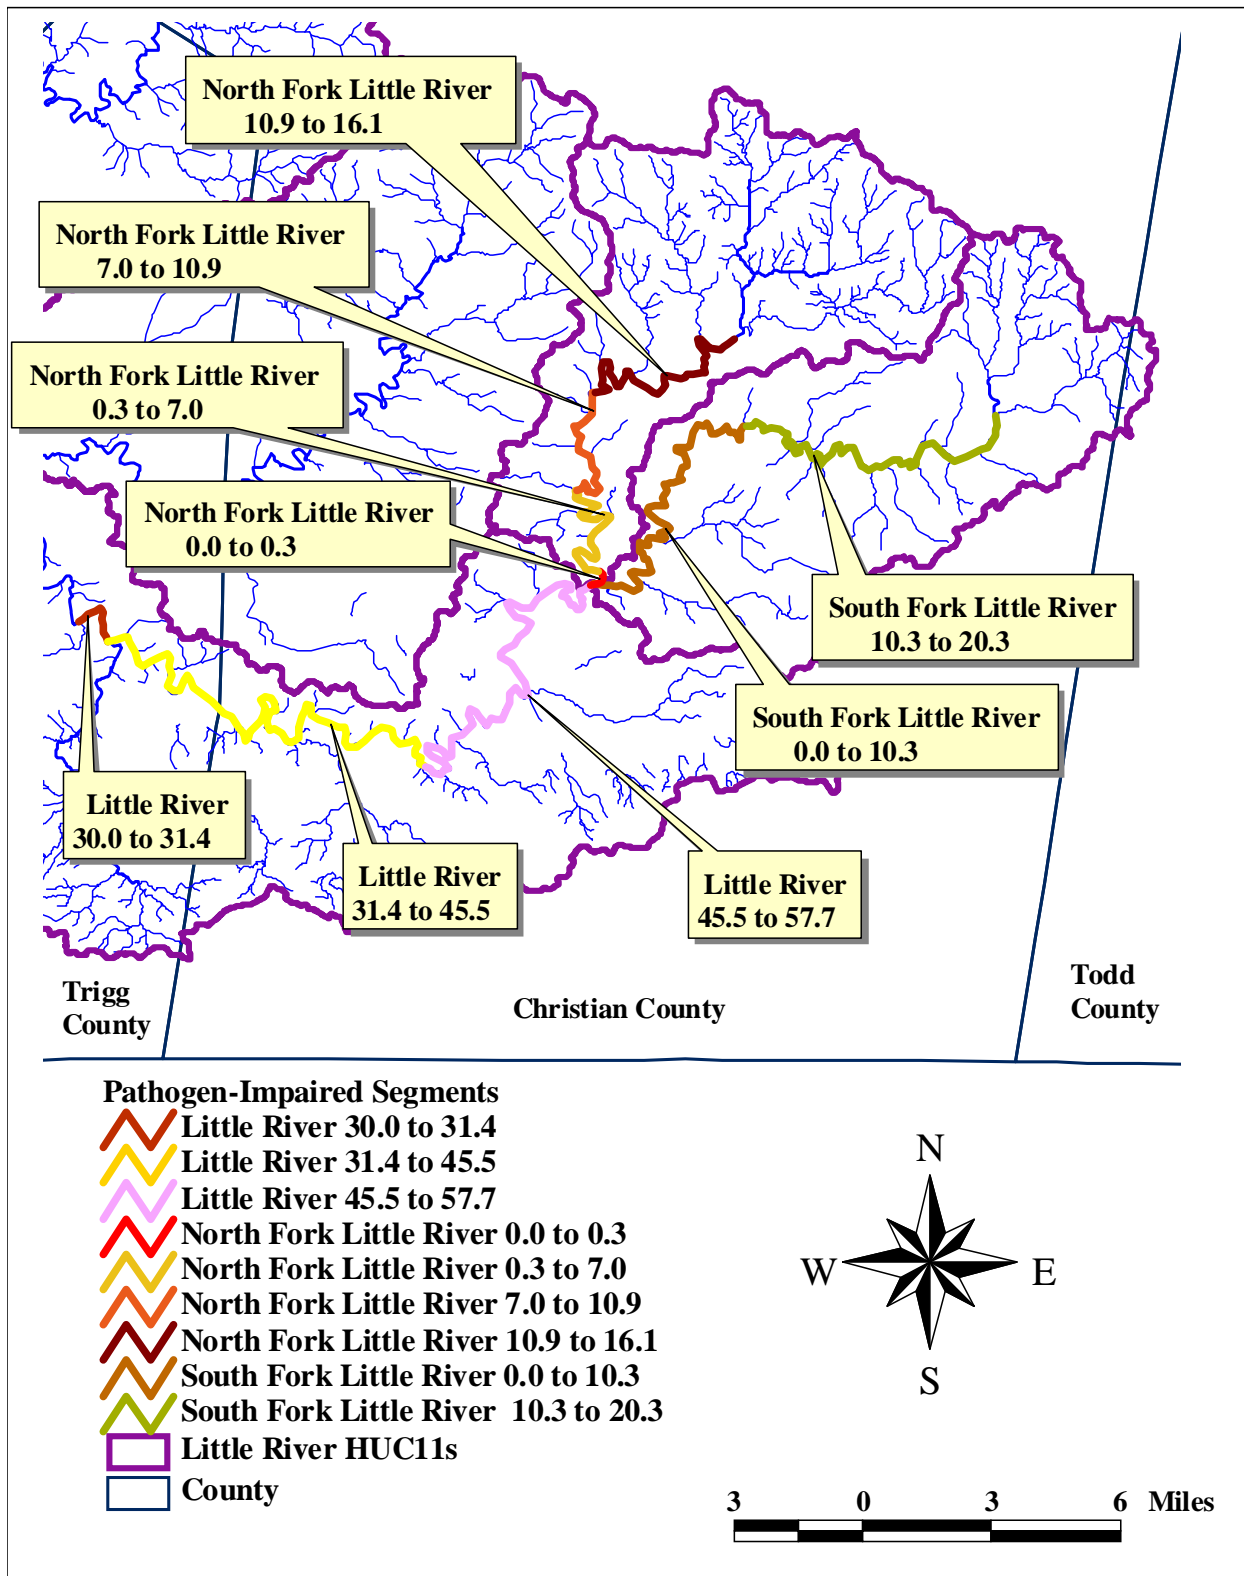 North Fork Little River
10.9 to 16.1
North Fork Little River
7.0 to 10.9
North Fork Little River
0.3 to 7.0
North Fork Little River
0.0 to 0.3
South Fork Little River
10.3 to 20.3
South Fork Little River
0.0 to 10.3
Little River
30.0 to 31.4
Little River
31.4 to 45.5
Little River
45.5 to 57.7
Trigg
County
Christian County
Todd
County
Pathogen-Impaired Segments
Little River 30.0 to 31.4
Little River 31.4 to 45.5
Little River 45.5 to 57.7
North Fork Little River 0.0 to 0.3
North Fork Little River 0.3 to 7.0
North Fork Little River 7.0 to 10.9
North Fork Little River 10.9 to 16.1
South Fork Little River 0.0 to 10.3
South Fork Little River 10.3 to 20.3
Little River HUC11s
County
N
W E
S
3 0 3 6 Miles